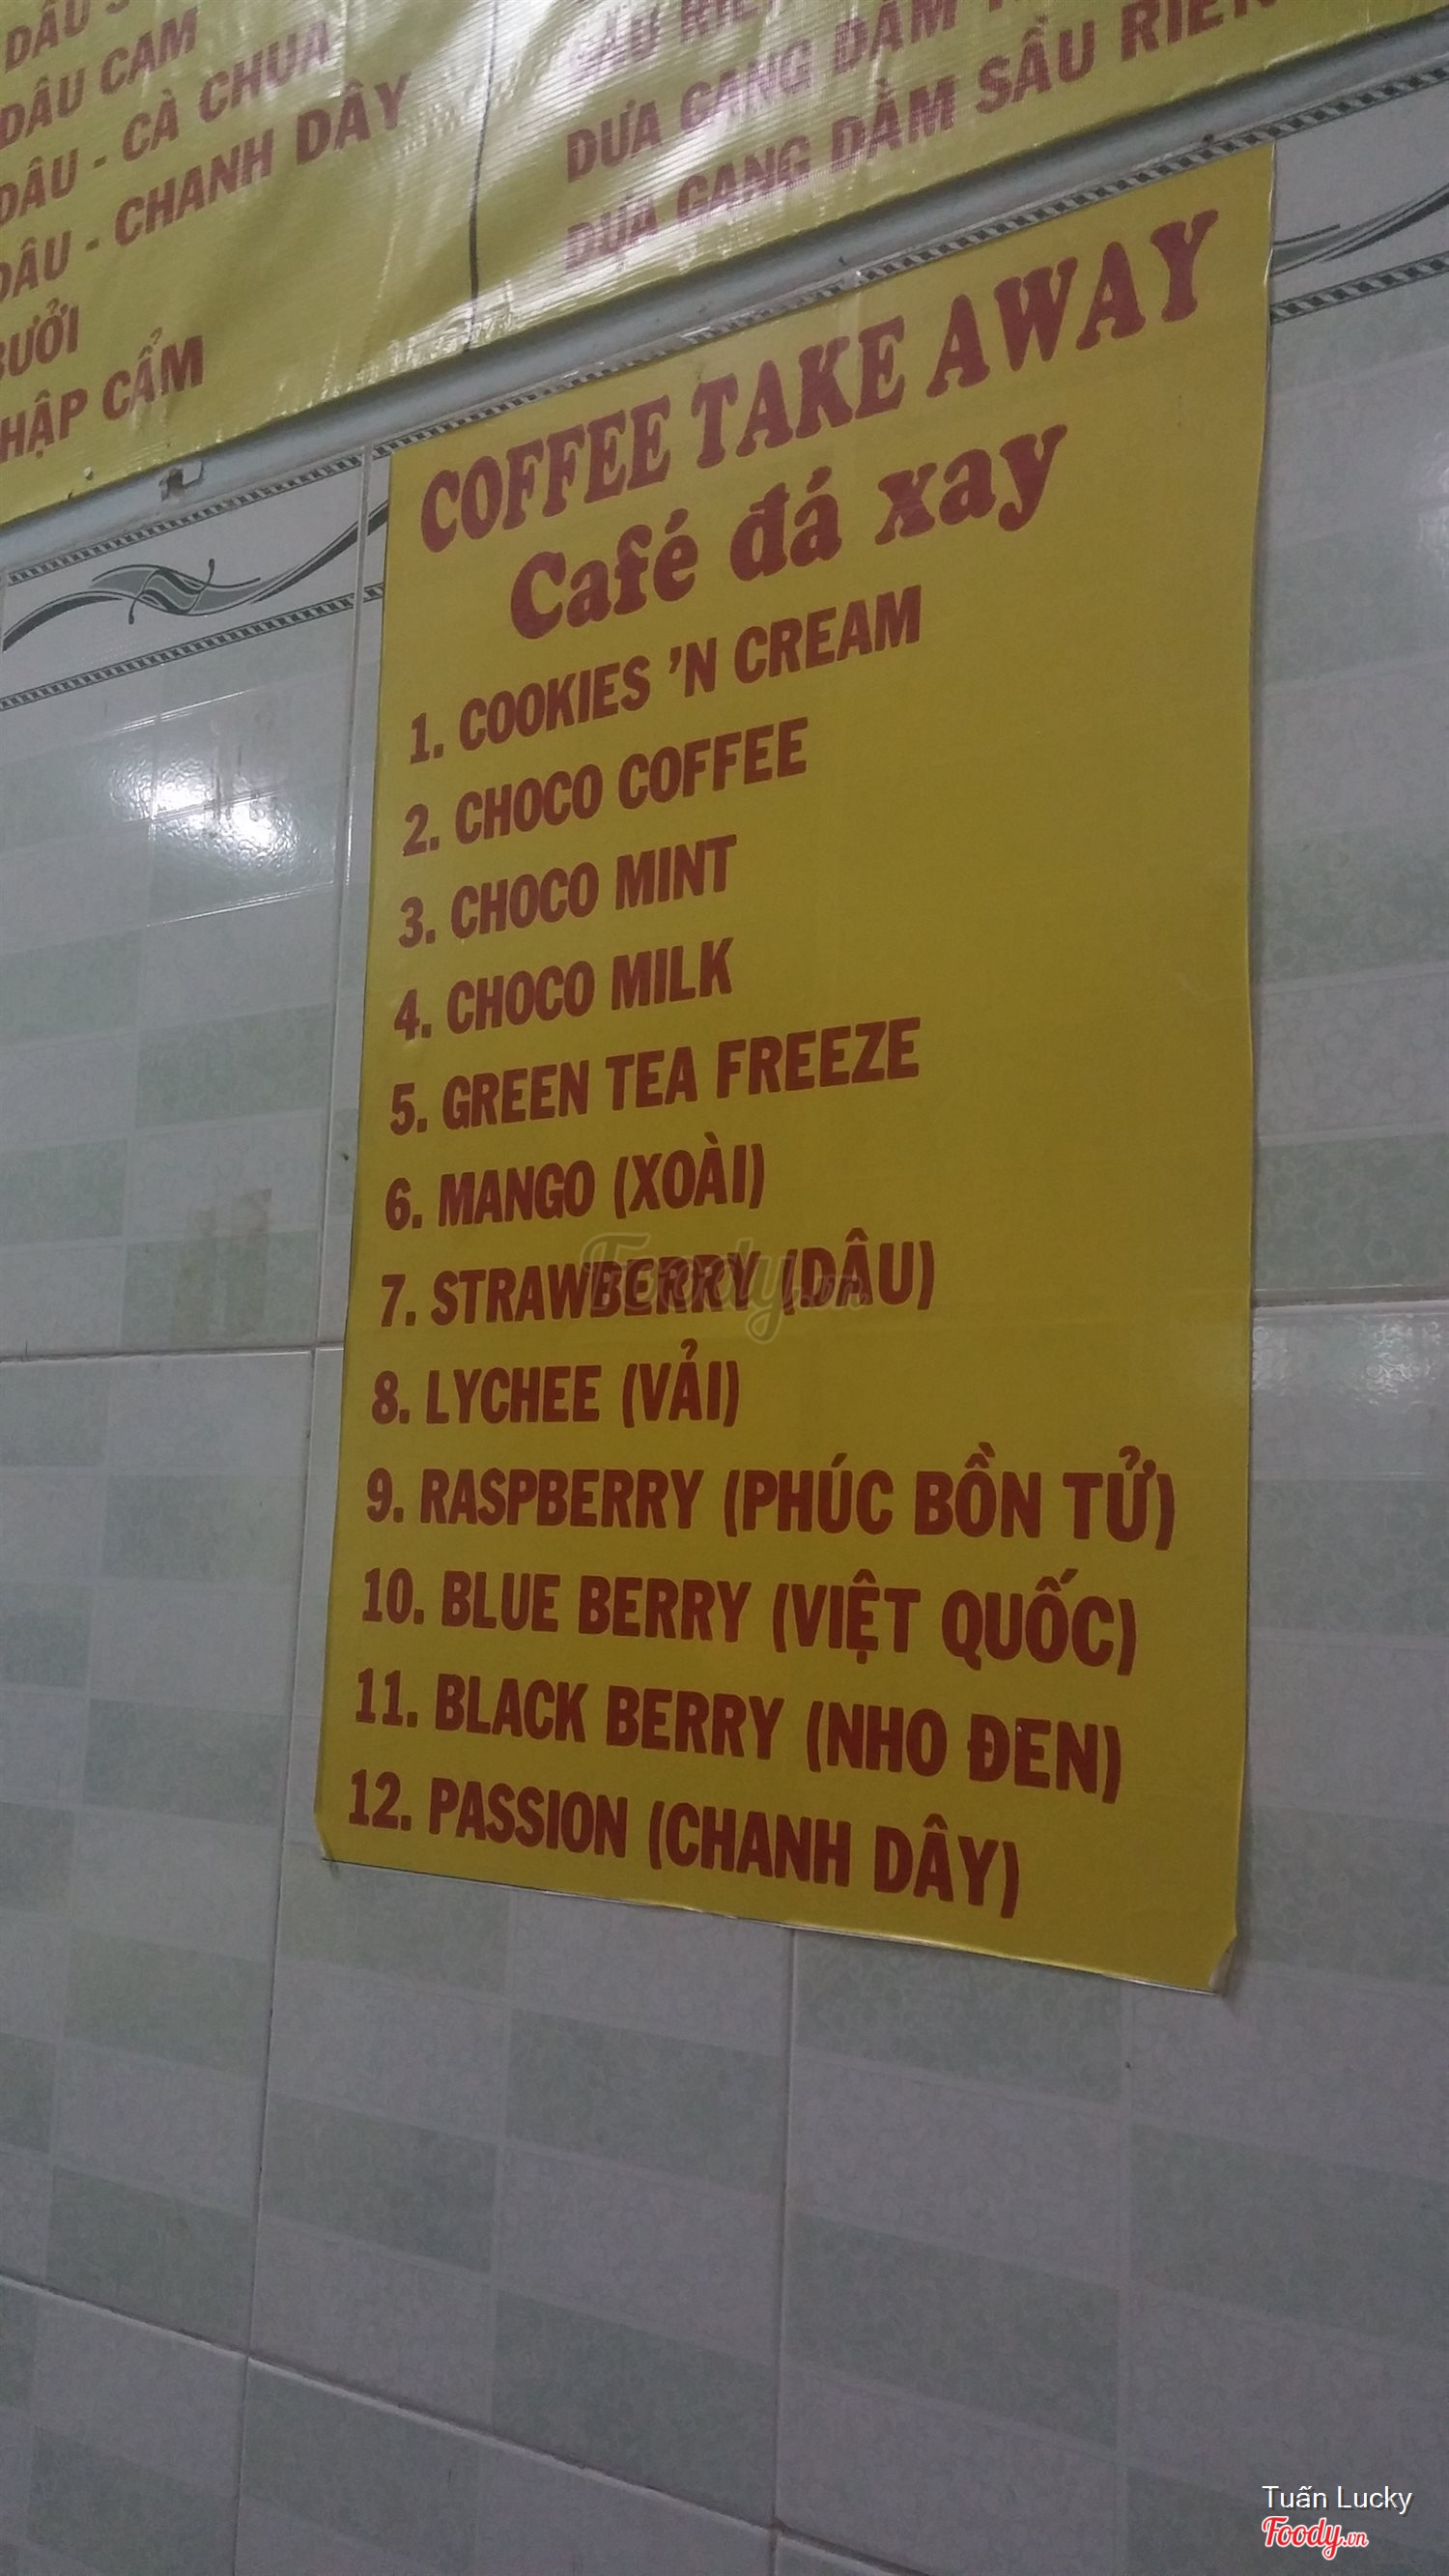 DÂU CAM
DÂU - CÀ CHUA
DÂU - CHANH DÂY
BƯỞI
THẬP CẨM
DƯA GANG DẦM
DƯA GANG DẦM SẦU RIÊNG
COFFEE TAKE AWAY
Café đá xay
1. COOKIES 'N CREAM
2. CHOCO COFFEE
3. CHOCO MINT
4. CHOCO MILK
5. GREEN TEA FREEZE
6. MANGO (XOÀI)
7. STRAWBERRY (DÂU)
8. LYCHEE (VẢI)
9. RASPBERRY (PHÚC BỒN TỬ)
10. BLUE BERRY (VIỆT QUỐC)
11. BLACK BERRY (NHO ĐEN)
12. PASSION (CHANH DÂY)
Foody.vn
Tuấn Lucky
Foody.vn